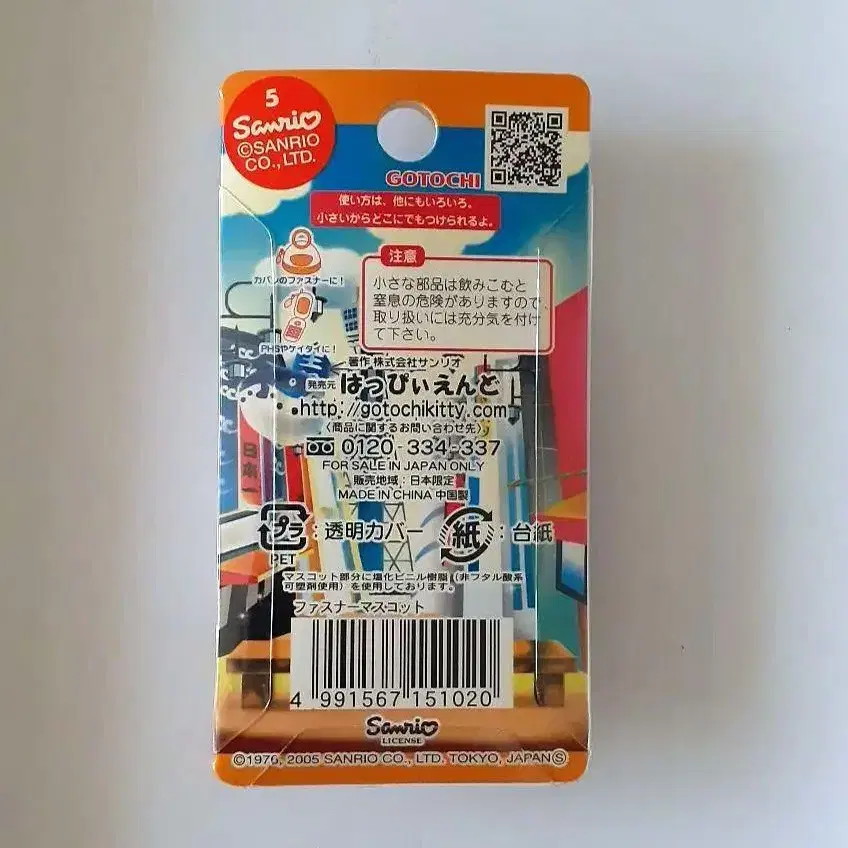 5
Sanrio
©SANRIO
CO., LTD.
GOTOCHI
使い方は、他にもいろいろ。
小さいからどこにでもつけられるよ。
カバンのファスナーに!
PHSやケイタイに!
注意
小さな部品は飲みこむと
窒息の危険がありますので、
取り扱いには充分気を付け
て下さい。
著作 株式会社サンリオ
発売元 はっぴぃえんど
http://gotochikitty.com
〈商品に関するお問い合わせ先〉
0120-334-337
FOR SALE IN JAPAN ONLY
販売地域:日本限定
MADE IN CHINA 中国製
日本一
プラ:透明カバー 紙:台紙
PET
マスコット部分に塩化ビニル樹脂(非フタル酸系
可塑剤使用)を使用しております。
ファスナーマスコット
4 991567 151020
Sanrio
LICENSE
©1976, 2005 SANRIO CO., LTD. TOKYO, JAPAN Ⓢ